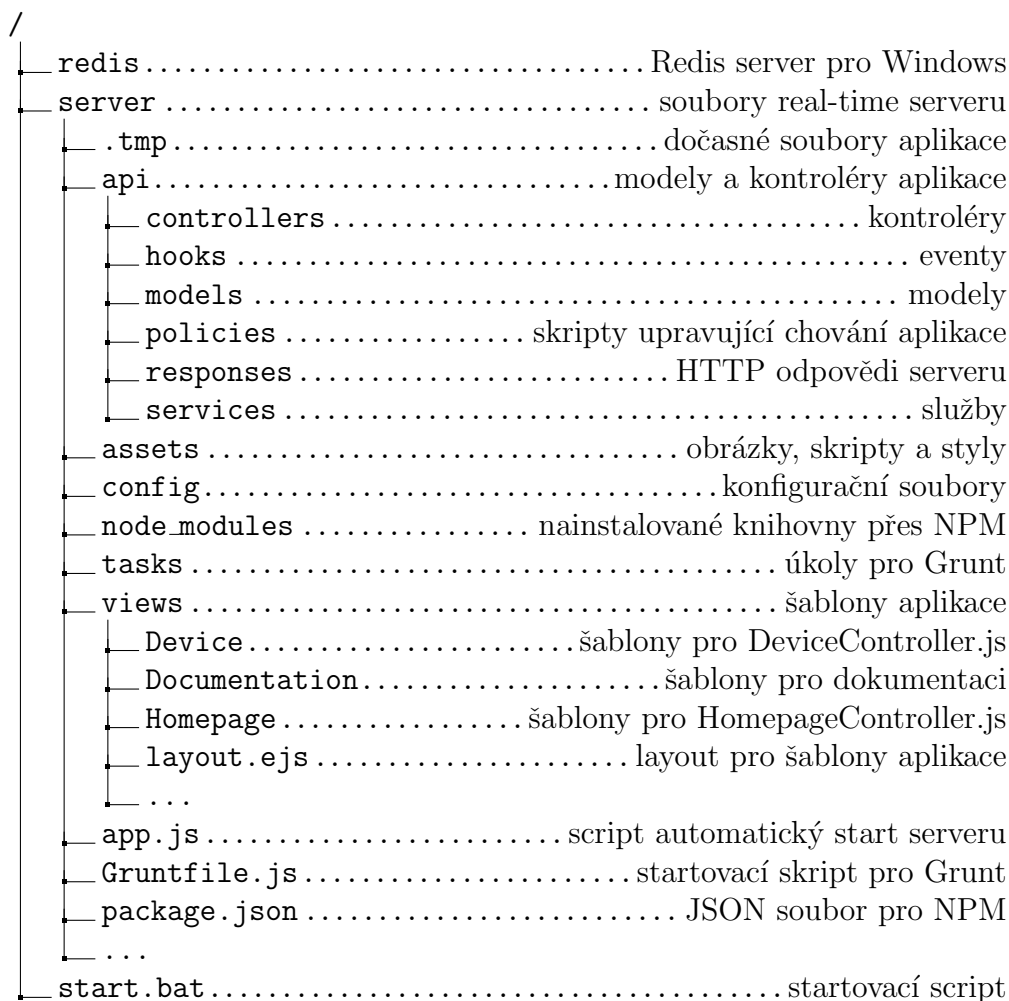 /
redis...................................Redis server pro Windows
server ................................. soubory real-time serveru
.tmp...................................dočasné soubory aplikace
api................................modely a kontroléry aplikace
controllers..................................... kontroléry
hooks ............................................... eventy
models ............................................. modely
policies................. skripty upravující chování aplikace
responses..........................HTTP odpovědi serveru
services............................................ služby
assets................................. obrázky, skripty a styly
config....................................konfigurační soubory
node_modules................ nainstalované knihovny přes NPM
tasks......................................... úkoly pro Grunt
views......................................... šablony aplikace
Device.......................šablony pro DeviceController.js
Documentation.....................šablony pro dokumentaci
Homepage.................šablony pro HomepageController.js
layout.ejs...................... layout pro šablony aplikace
...
app.js.........................script automatický start serveru
Gruntfile.js.......................startovací skript pro Grunt
package.json.......................... JSON soubor pro NPM
...
start.bat........................................startovací script